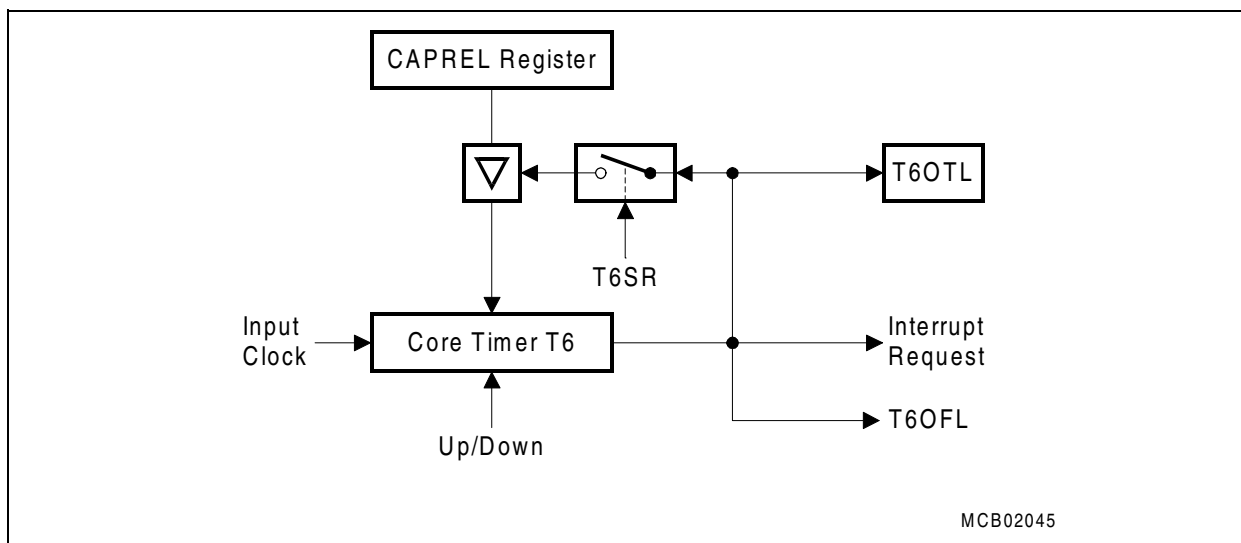 CAPREL Register
T6OTL
T6SR
Input
Clock
Core Timer T6
Interrupt
Request
T6OFL
Up/Down
MCB02045